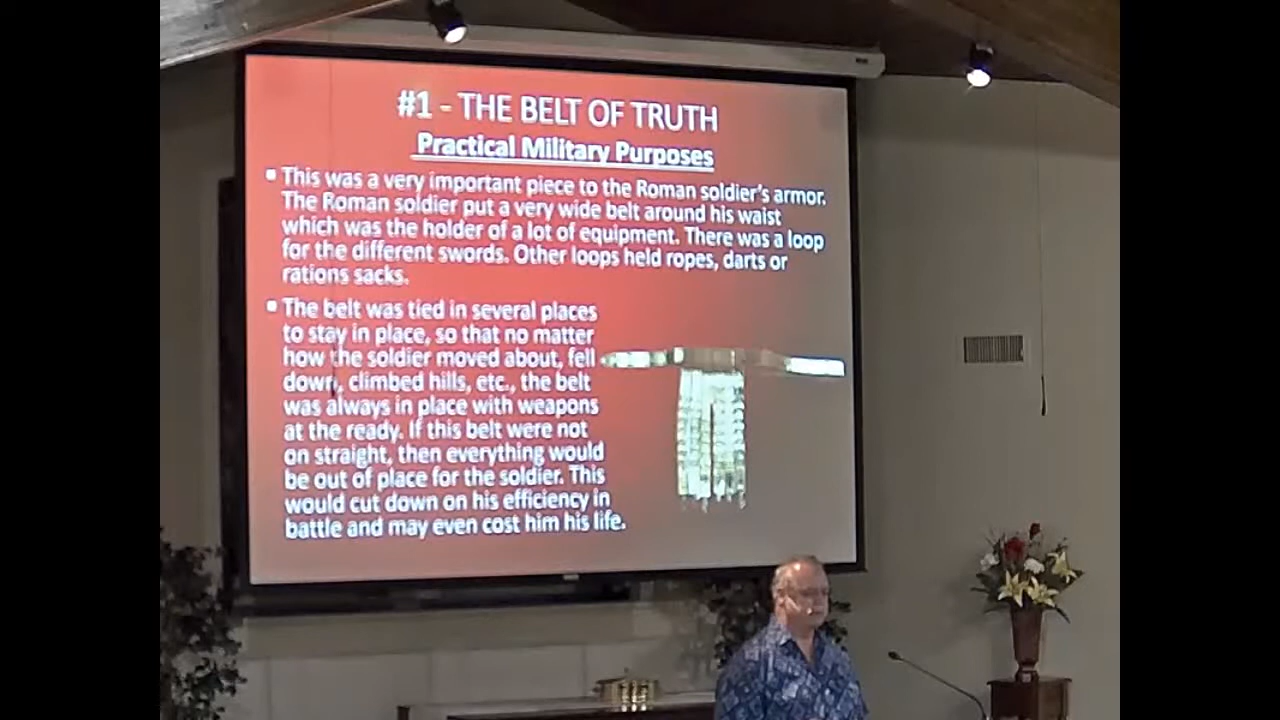 #1 - THE BELT OF TRUTH
Practical Military Purposes
▪ This was a very important piece to the Roman soldier's armor.
The Roman soldier put a very wide belt around his waist
which was the holder of a lot of equipment. There was a loop
for the different swords. Other loops held ropes, darts or
rations sacks.
▪ The belt was tied in several places
to stay in place, so that no matter
how the soldier moved about, fell
down, climbed hills, etc., the belt
was always in place with weapons
at the ready. If this belt were not
on straight, then everything would
be out of place for the soldier. This
would cut down on his efficiency in
battle and may even cost him his life.